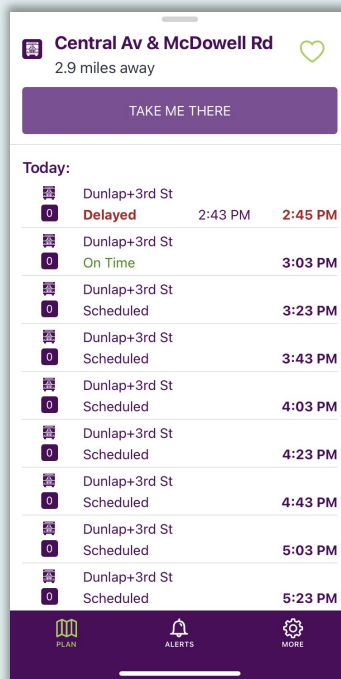 Central Av & McDowell Rd
2.9 miles away
TAKE ME THERE
Today:
Dunlap+3rd St
0 Delayed 2:43 PM 2:45 PM
Dunlap+3rd St
0 On Time 3:03 PM
Dunlap+3rd St
0 Scheduled 3:23 PM
Dunlap+3rd St
0 Scheduled 3:43 PM
Dunlap+3rd St
0 Scheduled 4:03 PM
Dunlap+3rd St
0 Scheduled 4:23 PM
Dunlap+3rd St
0 Scheduled 4:43 PM
Dunlap+3rd St
0 Scheduled 5:03 PM
Dunlap+3rd St
0 Scheduled 5:23 PM
PLAN ALERTS MORE